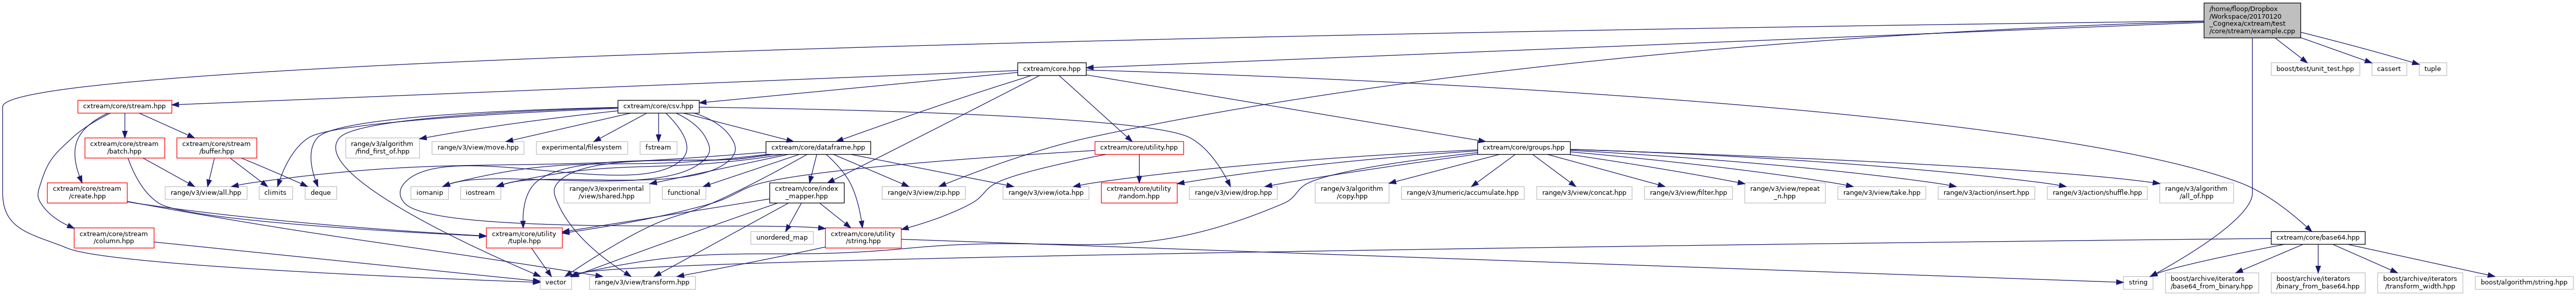 /home/floop/Dropbox
/Workspace/20170120
_Cognexa/cxtream/test
/core/stream/example.cpp
cxtream/core.hpp
boost/test/unit_test.hpp
cassert
tuple
cxtream/core/stream.hpp
cxtream/core/csv.hpp
cxtream/core/stream
/batch.hpp
cxtream/core/stream
/buffer.hpp
range/v3/algorithm
/find_first_of.hpp
range/v3/view/move.hpp
experimental/filesystem
fstream
cxtream/core/dataframe.hpp
cxtream/core/utility.hpp
cxtream/core/groups.hpp
cxtream/core/stream
/create.hpp
range/v3/view/all.hpp
climits
deque
iomanip
iostream
range/v3/experimental
/view/shared.hpp
functional
cxtream/core/index
_mapper.hpp
range/v3/view/zip.hpp
range/v3/view/iota.hpp
cxtream/core/utility
/random.hpp
range/v3/view/drop.hpp
range/v3/algorithm
/copy.hpp
range/v3/numeric/accumulate.hpp
range/v3/view/concat.hpp
range/v3/view/filter.hpp
range/v3/view/repeat
_n.hpp
range/v3/view/take.hpp
range/v3/action/insert.hpp
range/v3/action/shuffle.hpp
range/v3/algorithm
/all_of.hpp
cxtream/core/stream
/column.hpp
cxtream/core/utility
/tuple.hpp
unordered_map
cxtream/core/utility
/string.hpp
cxtream/core/base64.hpp
vector
range/v3/view/transform.hpp
string
boost/archive/iterators
/base64_from_binary.hpp
boost/archive/iterators
/binary_from_base64.hpp
boost/archive/iterators
/transform_width.hpp
boost/algorithm/string.hpp